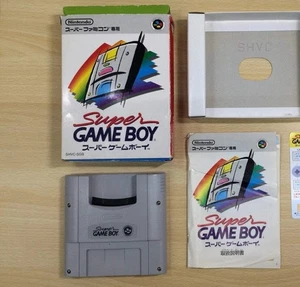 Nintendo
スーパーファミコン 専用
Super
GAME BOY
スーパーゲームボーイ
SHVC
Super
GAME BOY
Nintendo
スーパーファミコン 専用
Super
GAME BOY
スーパーゲームボーイ
取扱説明書